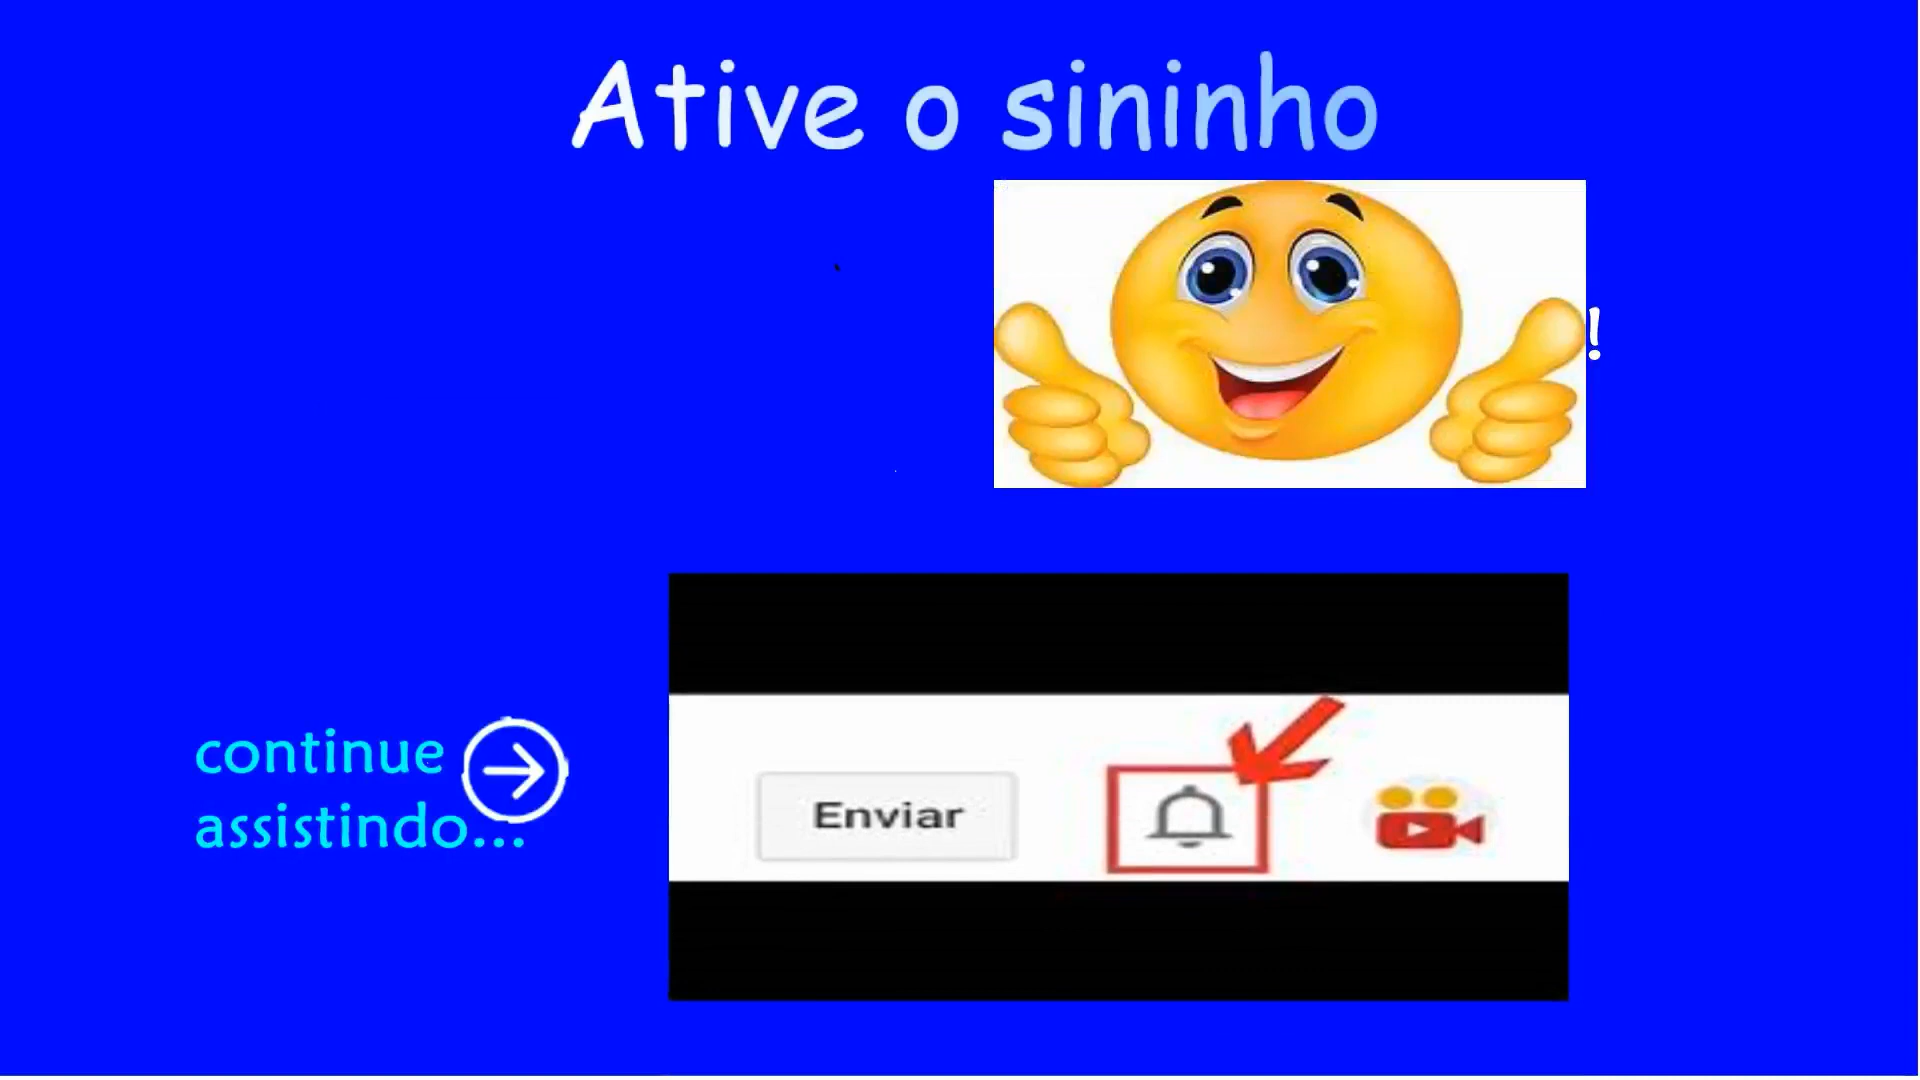 Ative o sininho
!
continue
assistindo...
Enviar